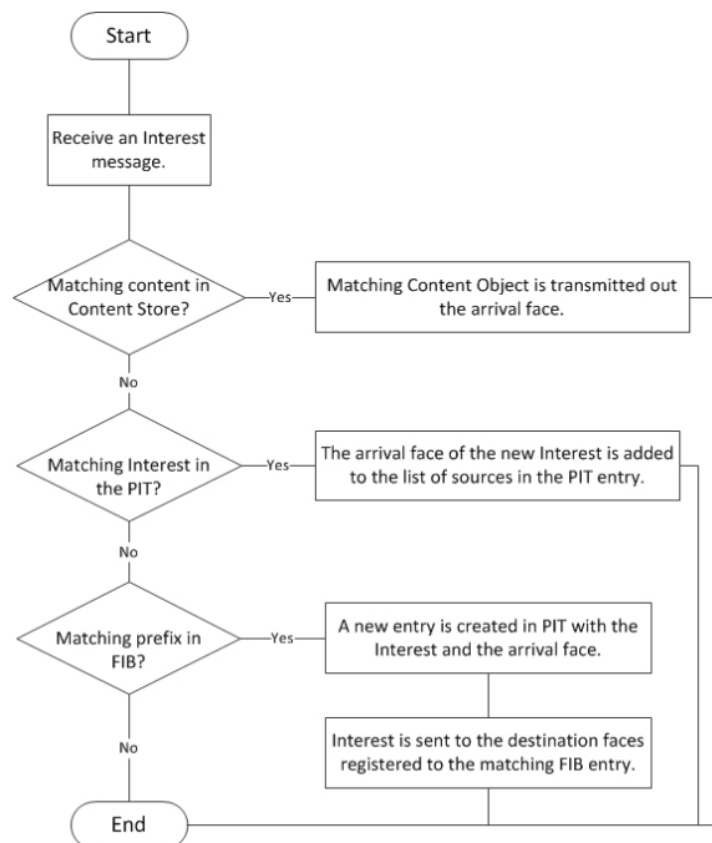 Start
Receive an Interest
message.
Matching content in
Content Store?
Yes
Matching Content Object is transmitted out
the arrival face.
No
Matching Interest in
the PIT?
Yes
The arrival face of the new Interest is added
to the list of sources in the PIT entry.
No
Matching prefix in
FIB?
Yes
A new entry is created in PIT with the
Interest and the arrival face.
No
Interest is sent to the destination faces
registered to the matching FIB entry.
End